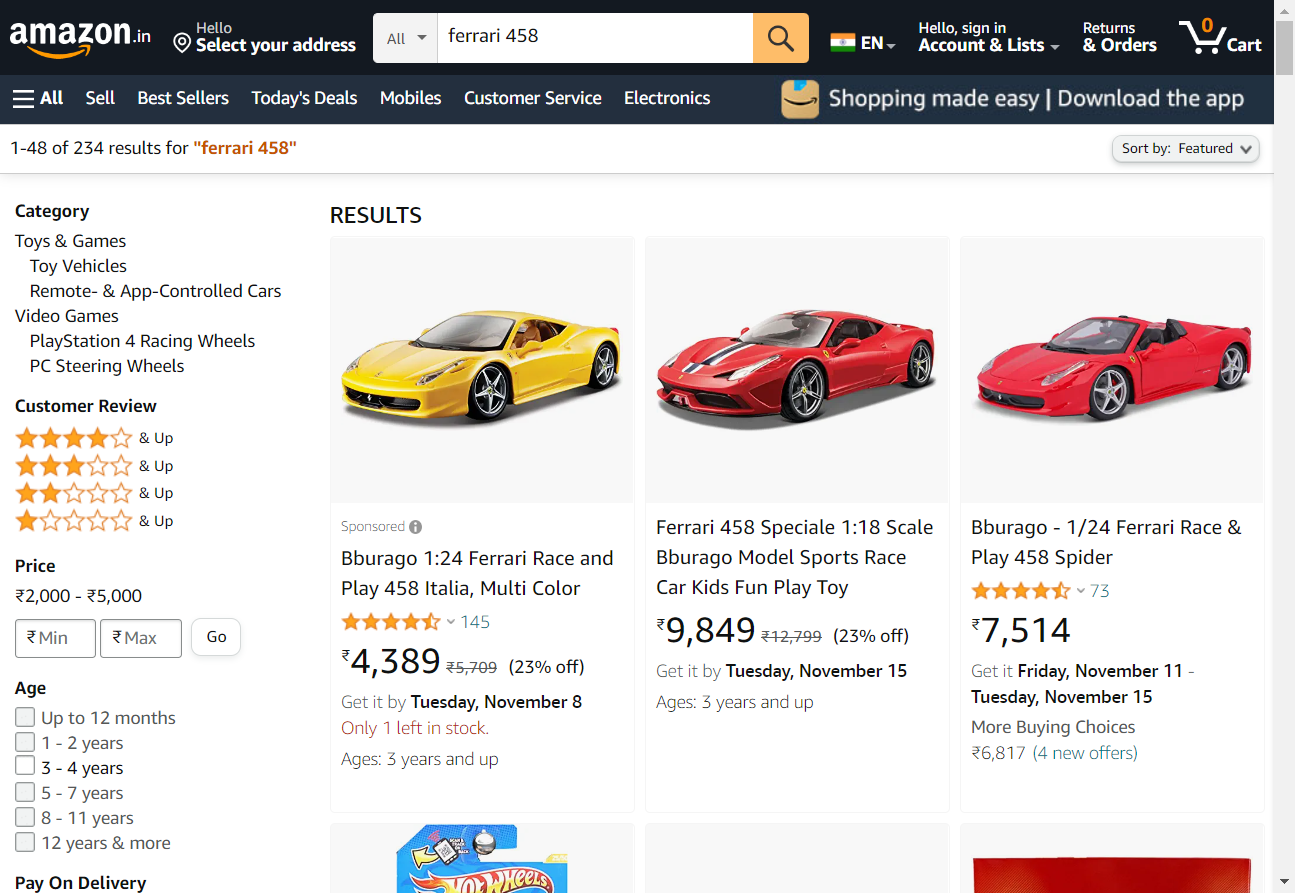 amazon.in
Hello
Select your address
All
ferrari 458
EN
Hello, sign in
Account & Lists
Returns
& Orders
0
Cart
All
Sell
Best Sellers
Today's Deals
Mobiles
Customer Service
Electronics
Shopping made easy | Download the app
1-48 of 234 results for "ferrari 458"
Sort by: Featured
Category
Toys & Games
Toy Vehicles
Remote- & App-Controlled Cars
Video Games
PlayStation 4 Racing Wheels
PC Steering Wheels
Customer Review
& Up
& Up
& Up
& Up
Price
₹2,000 - ₹5,000
₹ Min
₹ Max
Go
Age
Up to 12 months
1 - 2 years
3 - 4 years
5 - 7 years
8 - 11 years
12 years & more
Pay On Delivery
RESULTS
Sponsored
Bburago 1:24 Ferrari Race and
Play 458 Italia, Multi Color
145
₹4,389 ₹5,709 (23% off)
Get it by Tuesday, November 8
Only 1 left in stock.
Ages: 3 years and up
Ferrari 458 Speciale 1:18 Scale
Bburago Model Sports Race
Car Kids Fun Play Toy
₹9,849 ₹12,799 (23% off)
Get it by Tuesday, November 15
Ages: 3 years and up
Bburago - 1/24 Ferrari Race &
Play 458 Spider
73
₹7,514
Get it Friday, November 11 -
Tuesday, November 15
More Buying Choices
₹6,817 (4 new offers)
HOT WHEELS